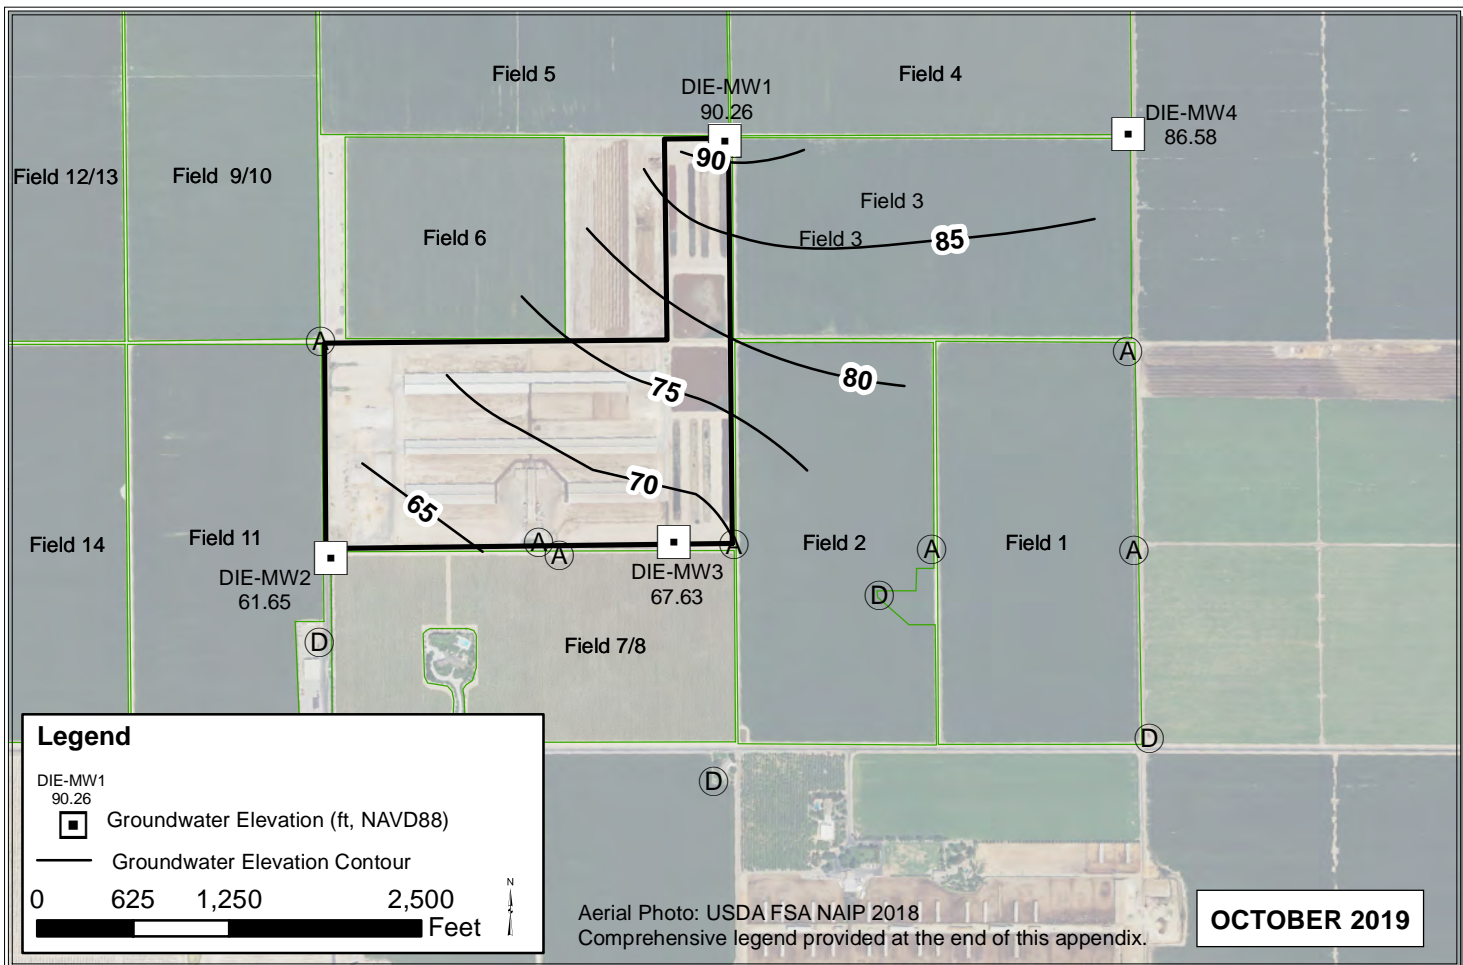 Field 5
Field 4
DIE-MW1
90.26
DIE-MW4
86.58
90
Field 12/13
Field 9/10
Field 3
Field 6
Field 3
85
A
A
80
75
70
65
A
A
A
A
A
Field 14
Field 11
Field 2
Field 1
DIE-MW2
61.65
DIE-MW3
67.63
D
D
Field 7/8
D
D
Legend
DIE-MW1
90.26
Groundwater Elevation (ft, NAVD88)
Groundwater Elevation Contour
0 625 1,250 2,500
Feet
N
Aerial Photo: USDA FSA NAIP 2018
Comprehensive legend provided at the end of this appendix.
OCTOBER 2019